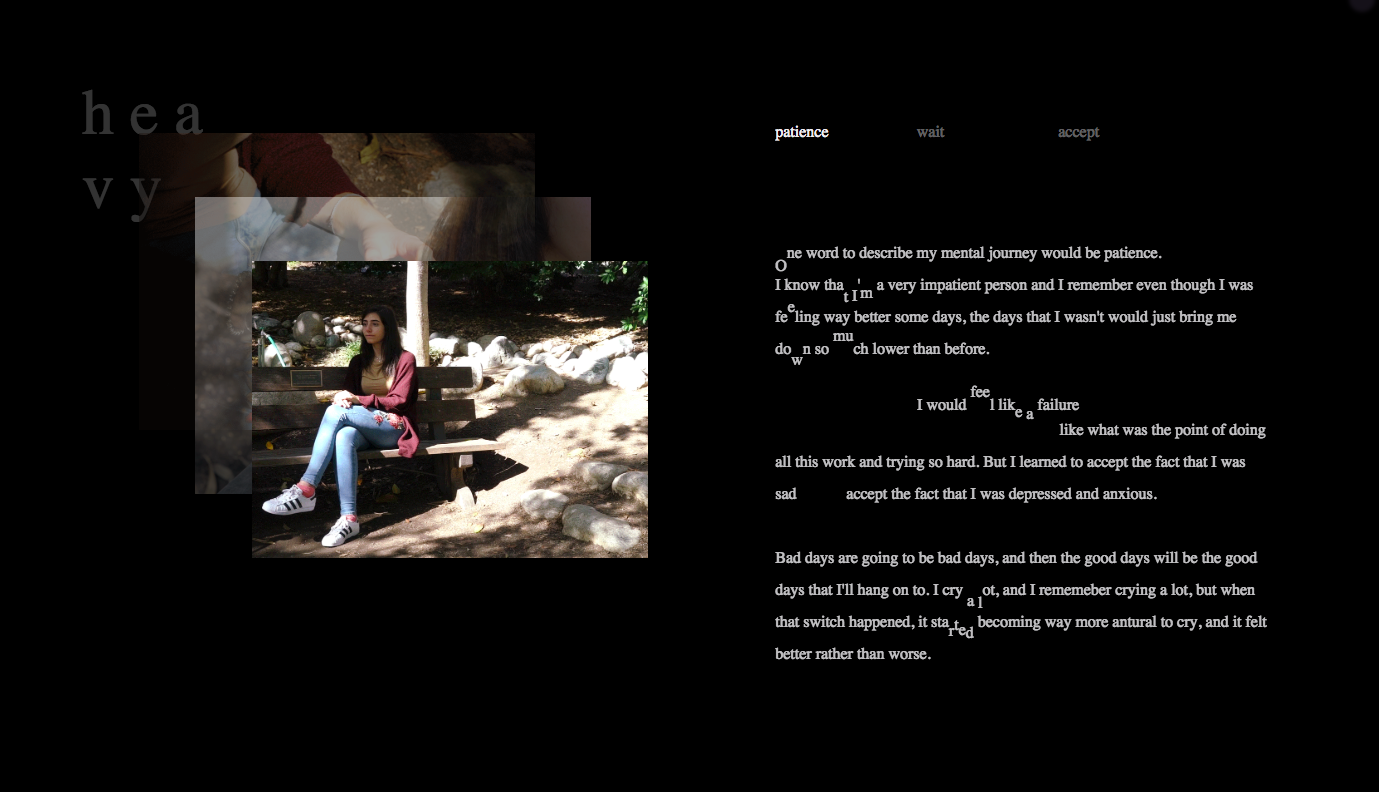 h e a
v y
patience wait accept
One word to describe my mental journey would be patience.
I know that I'm a very impatient person and I remember even though I was
feeling way better some days, the days that I wasn't would just bring me
down so much lower than before.
I would feel like a failure
like what was the point of doing
all this work and trying so hard. But I learned to accept the fact that I was
sad accept the fact that I was depressed and anxious.
Bad days are going to be bad days, and then the good days will be the good
days that I'll hang on to. I cry a lot, and I rememeber crying a lot, but when
that switch happened, it started becoming way more antural to cry, and it felt
better rather than worse.